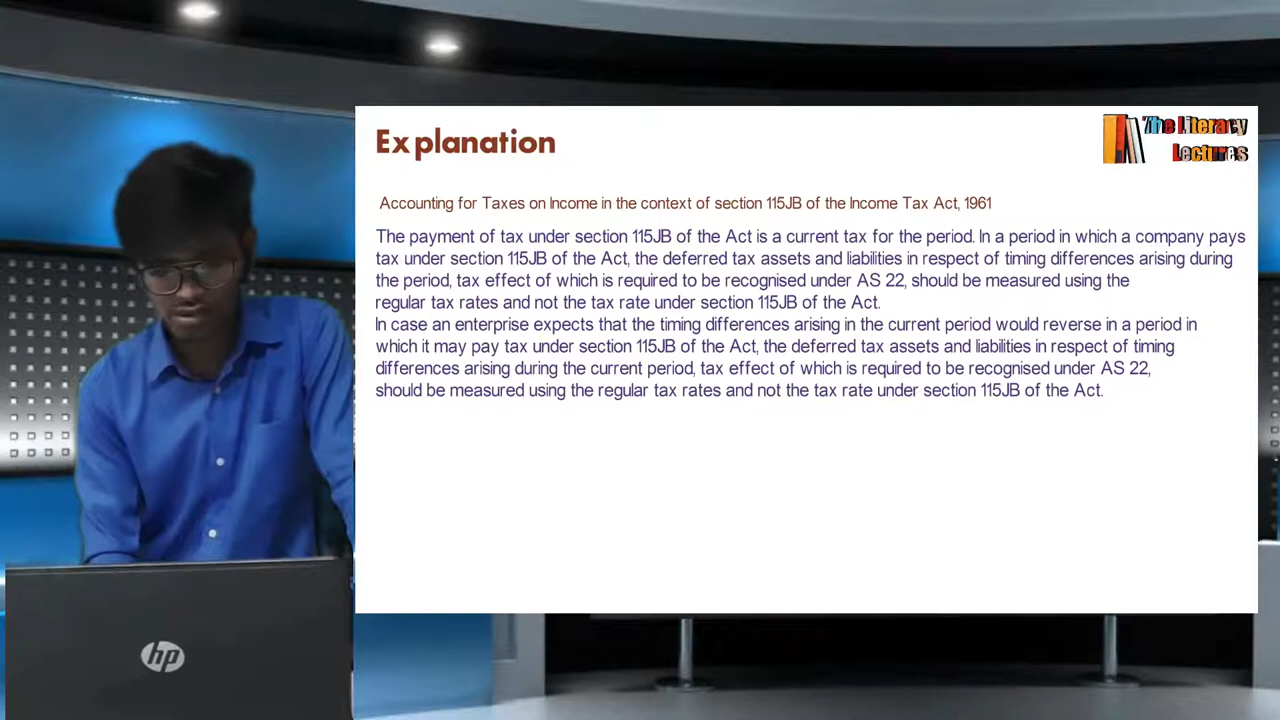 Explanation
The Literacy
Lectures
Accounting for Taxes on Income in the context of section 115JB of the Income Tax Act, 1961
The payment of tax under section 115JB of the Act is a current tax for the period. In a period in which a company pays
tax under section 115JB of the Act, the deferred tax assets and liabilities in respect of timing differences arising during
the period, tax effect of which is required to be recognised under AS 22, should be measured using the
regular tax rates and not the tax rate under section 115JB of the Act.
In case an enterprise expects that the timing differences arising in the current period would reverse in a period in
which it may pay tax under section 115JB of the Act, the deferred tax assets and liabilities in respect of timing
differences arising during the current period, tax effect of which is required to be recognised under AS 22,
should be measured using the regular tax rates and not the tax rate under section 115JB of the Act.
hp